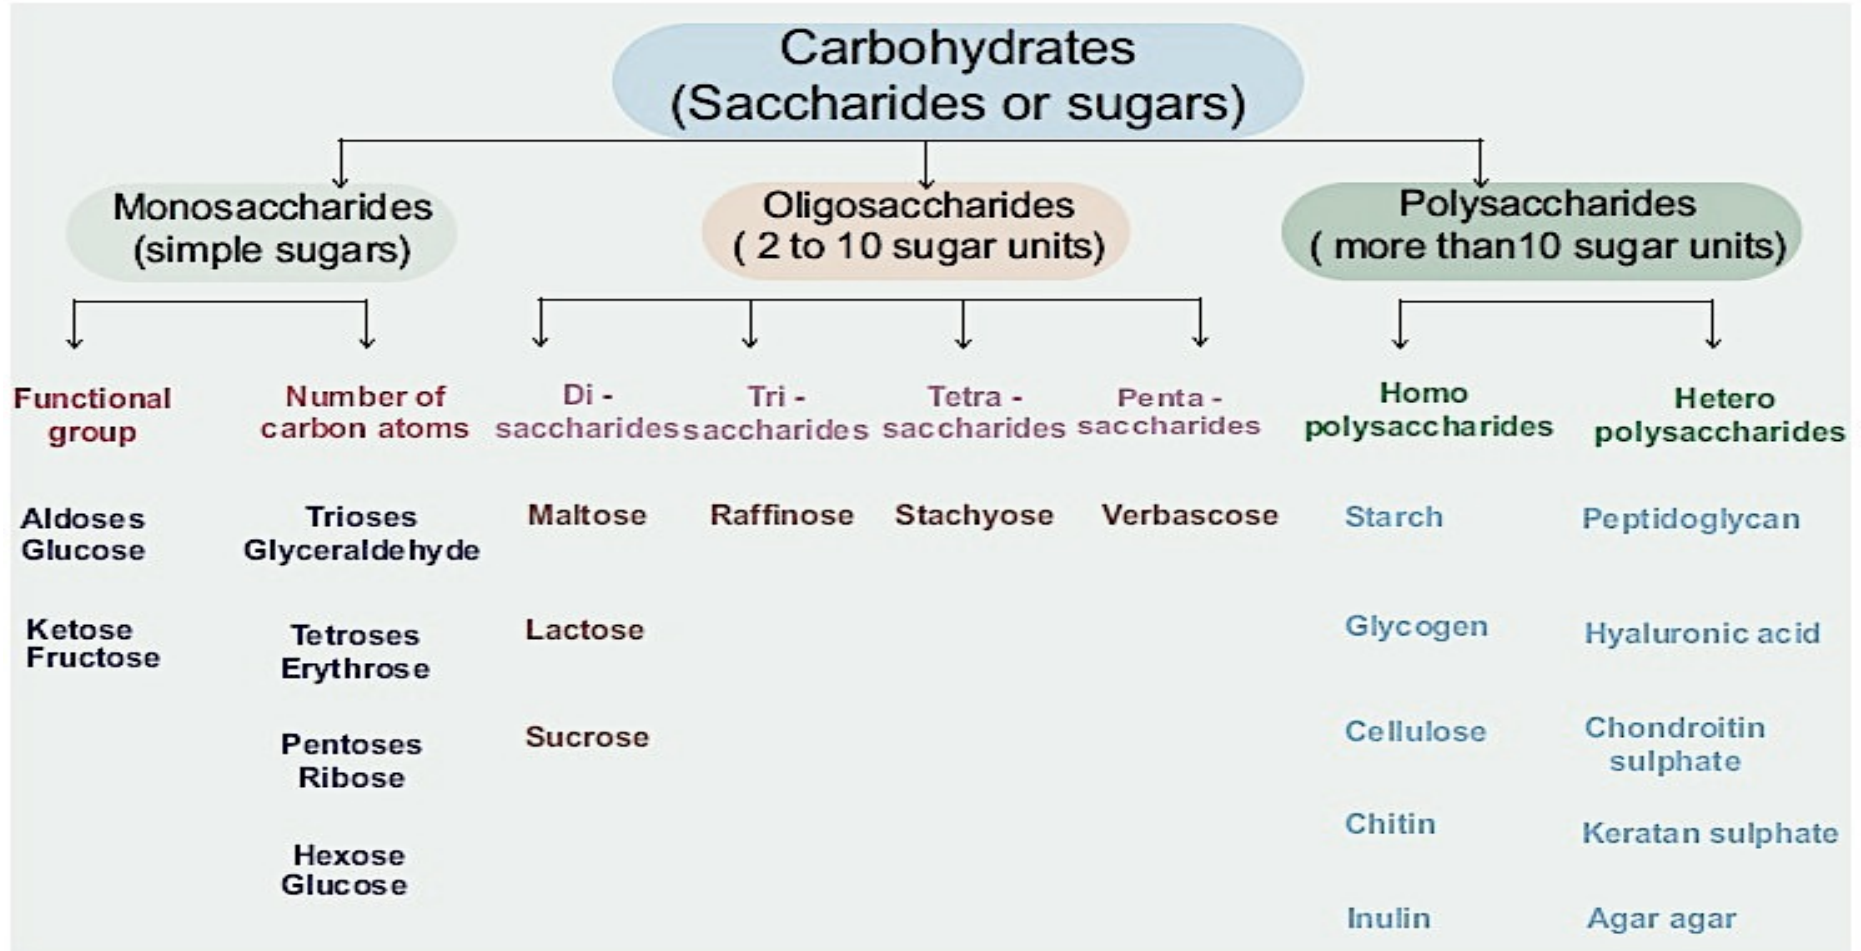 Carbohydrates
(Saccharides or sugars)
Monosaccharides
(simple sugars)
Oligosaccharides
( 2 to 10 sugar units)
Polysaccharides
( more than10 sugar units)
Functional
group
Number of
carbon atoms
Di -
saccharides
Tri -
saccharides
Tetra -
saccharides
Penta -
saccharides
Homo
polysaccharides
Hetero
polysaccharides
Aldoses
Glucose
Ketose
Fructose
Trioses
Glyceraldehyde
Tetroses
Erythrose
Pentoses
Ribose
Hexose
Glucose
Maltose
Lactose
Sucrose
Raffinose
Stachyose
Verbascose
Starch
Glycogen
Cellulose
Chitin
Inulin
Peptidoglycan
Hyaluronic acid
Chondroitin
sulphate
Keratan sulphate
Agar agar